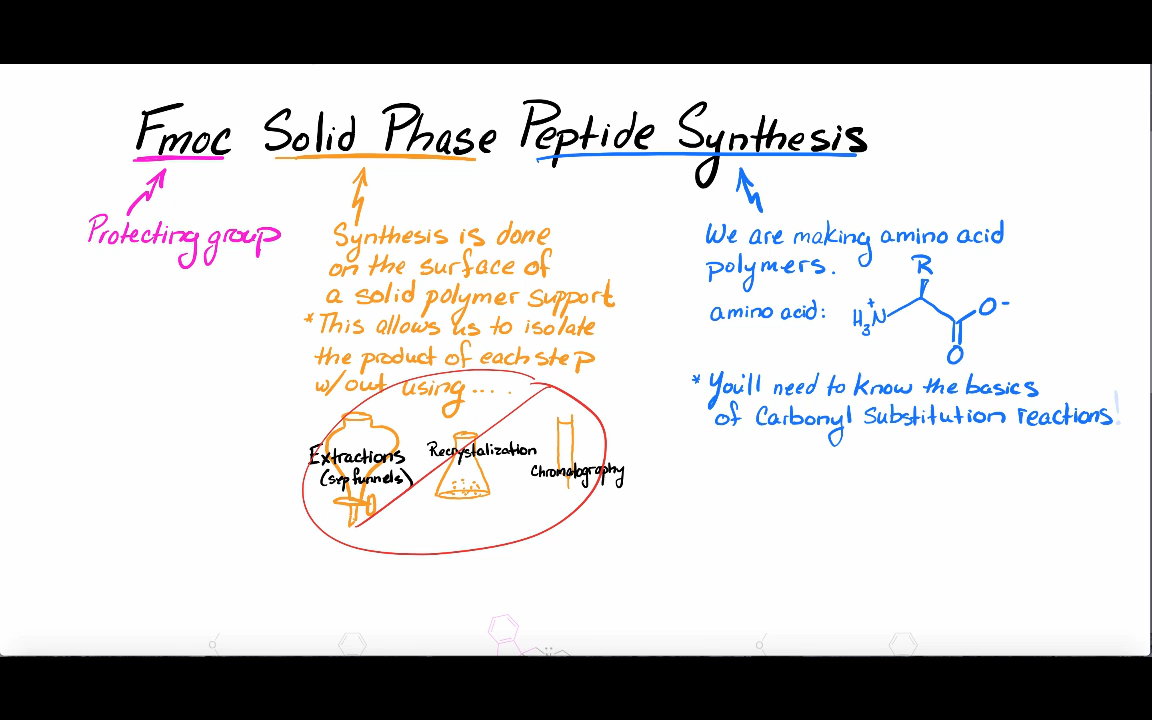 Fmoc Solid Phase Peptide Synthesis
Protecting group
Synthesis is done
on the surface of
a solid polymer support
*This allows us to isolate
the product of each step
w/out using....
Extractions
(sep funnels)
Recrystalization
Chromatography
We are making amino acid
polymers.
R
amino acid: H₃N⁺ O⁻
O
*You'll need to know the basics
of Carbonyl Substitution reactions!